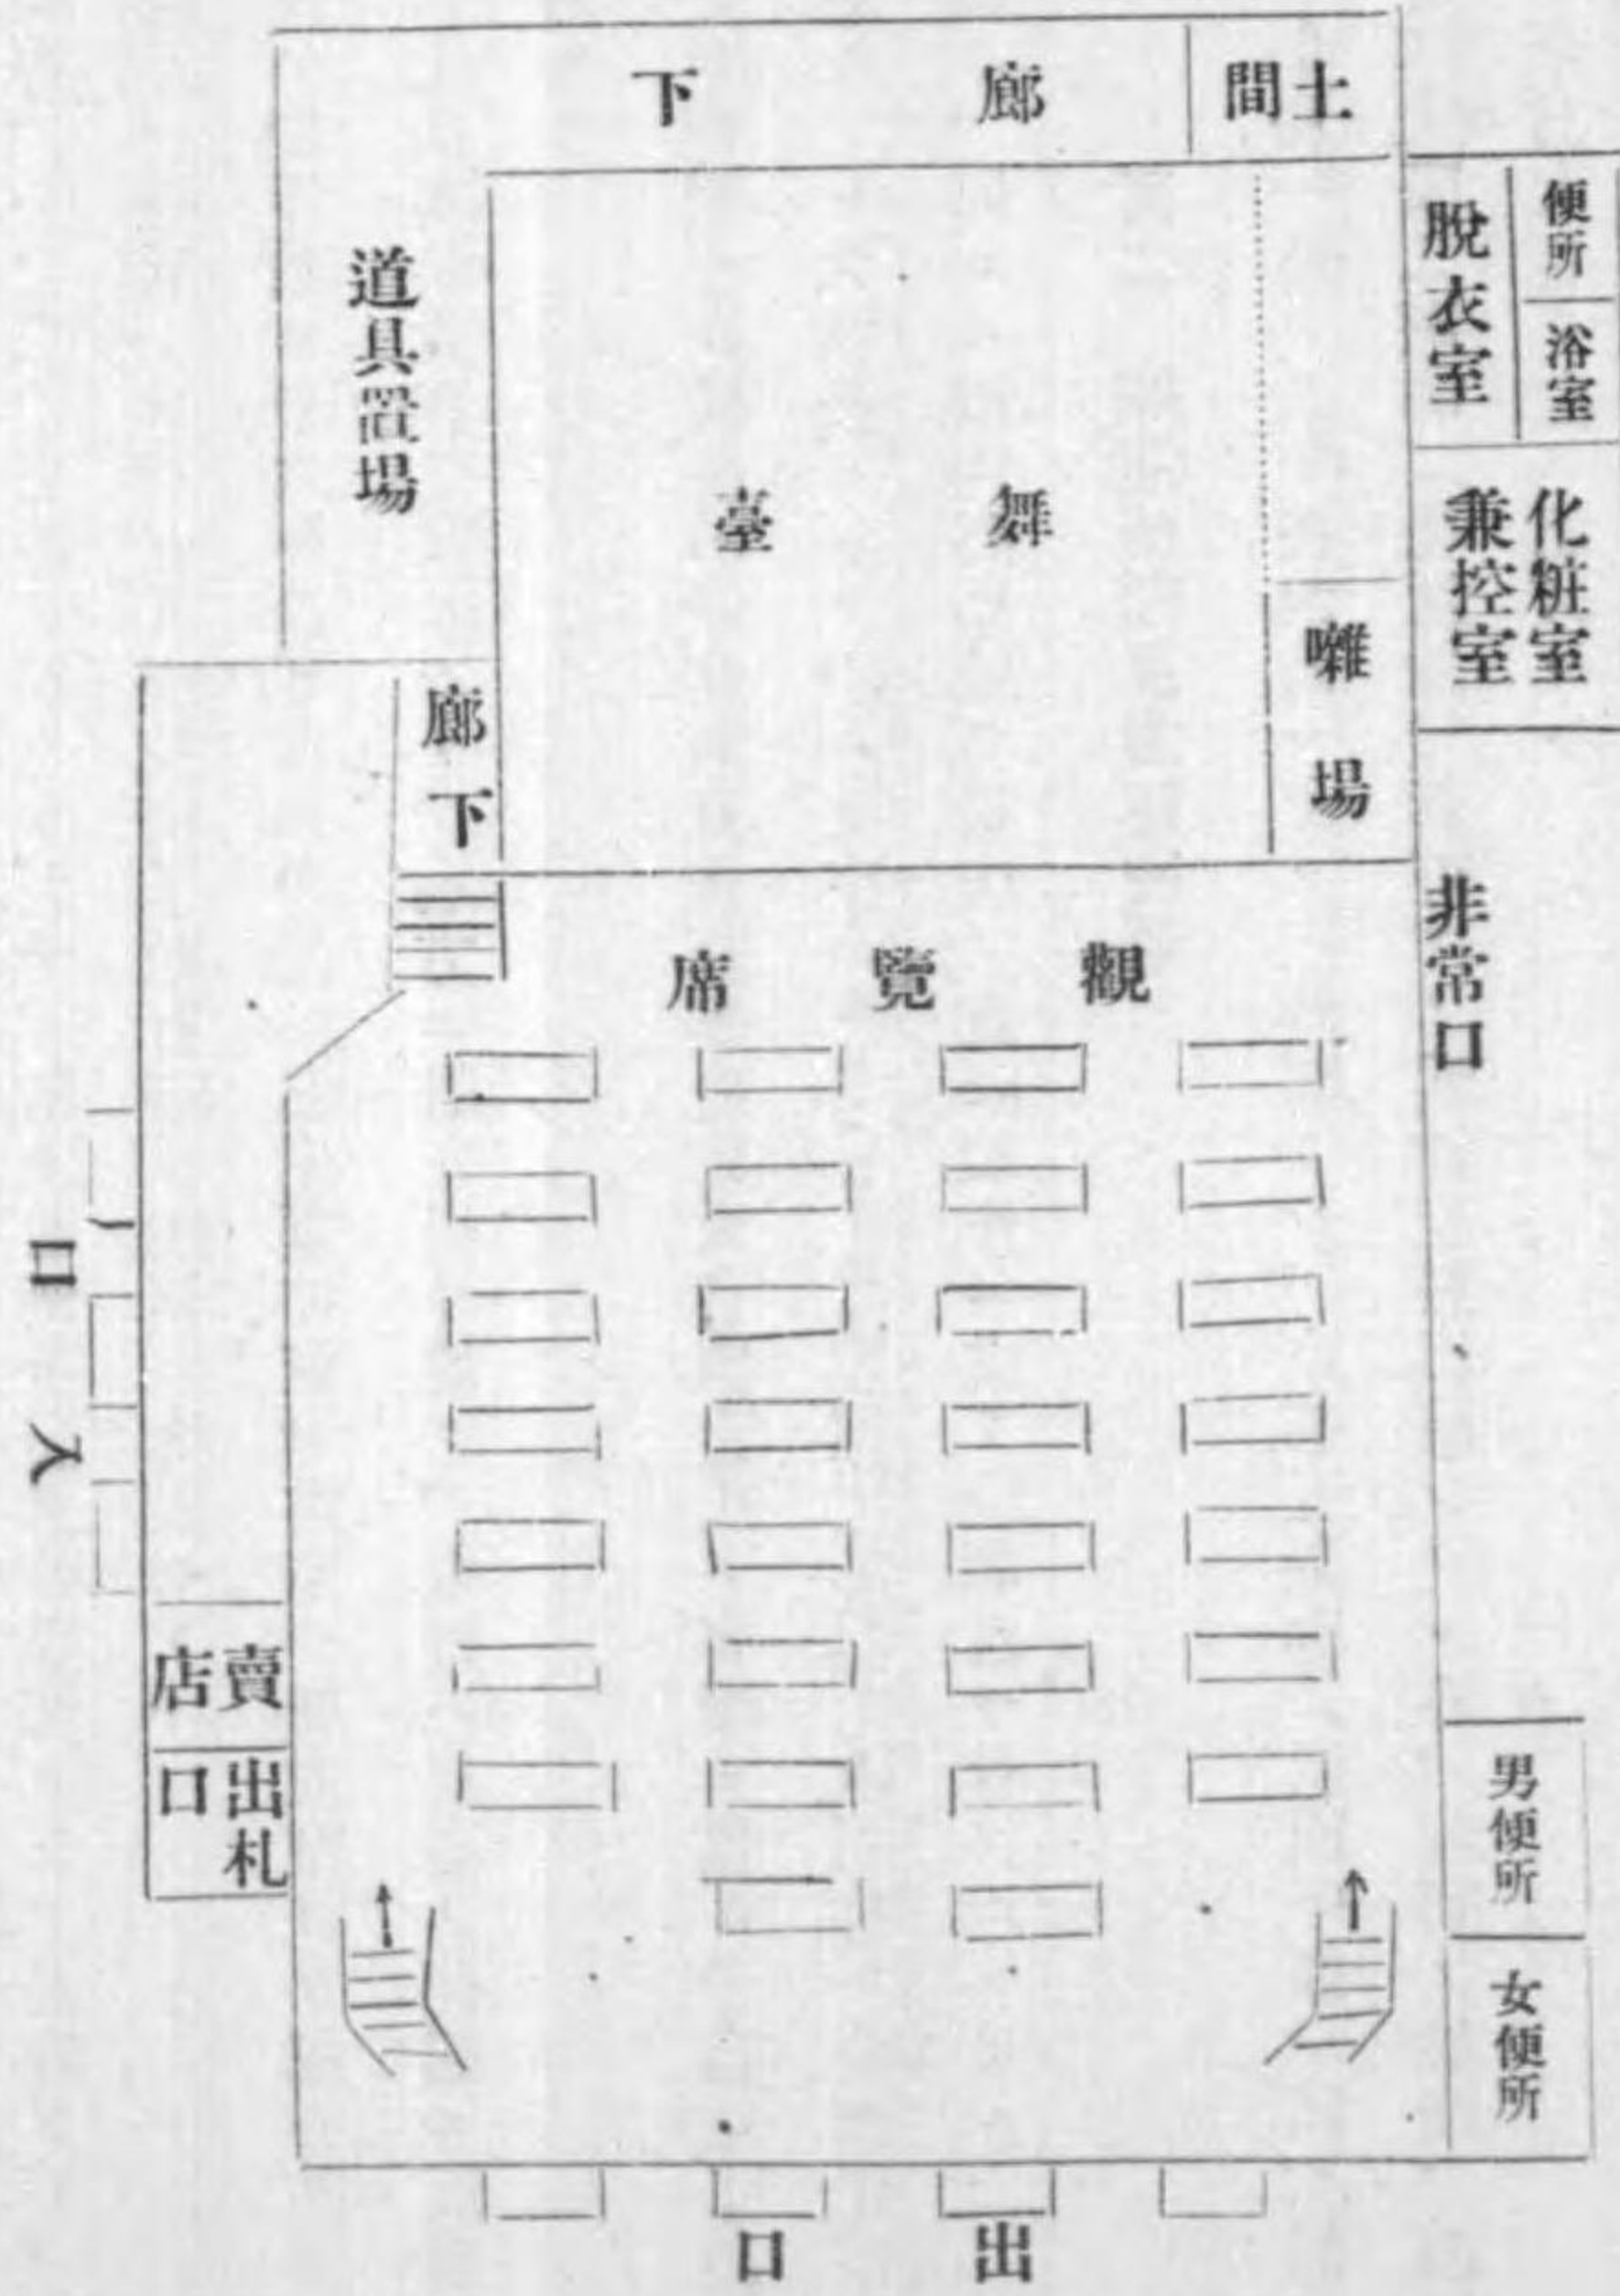 土間
廊下
便所
浴室
脫衣室
道具置場
舞臺
化粧室
兼控室
囃場
廊下
非常口
觀覽席
入口
賣店
出札口
男便所
女便所
出口